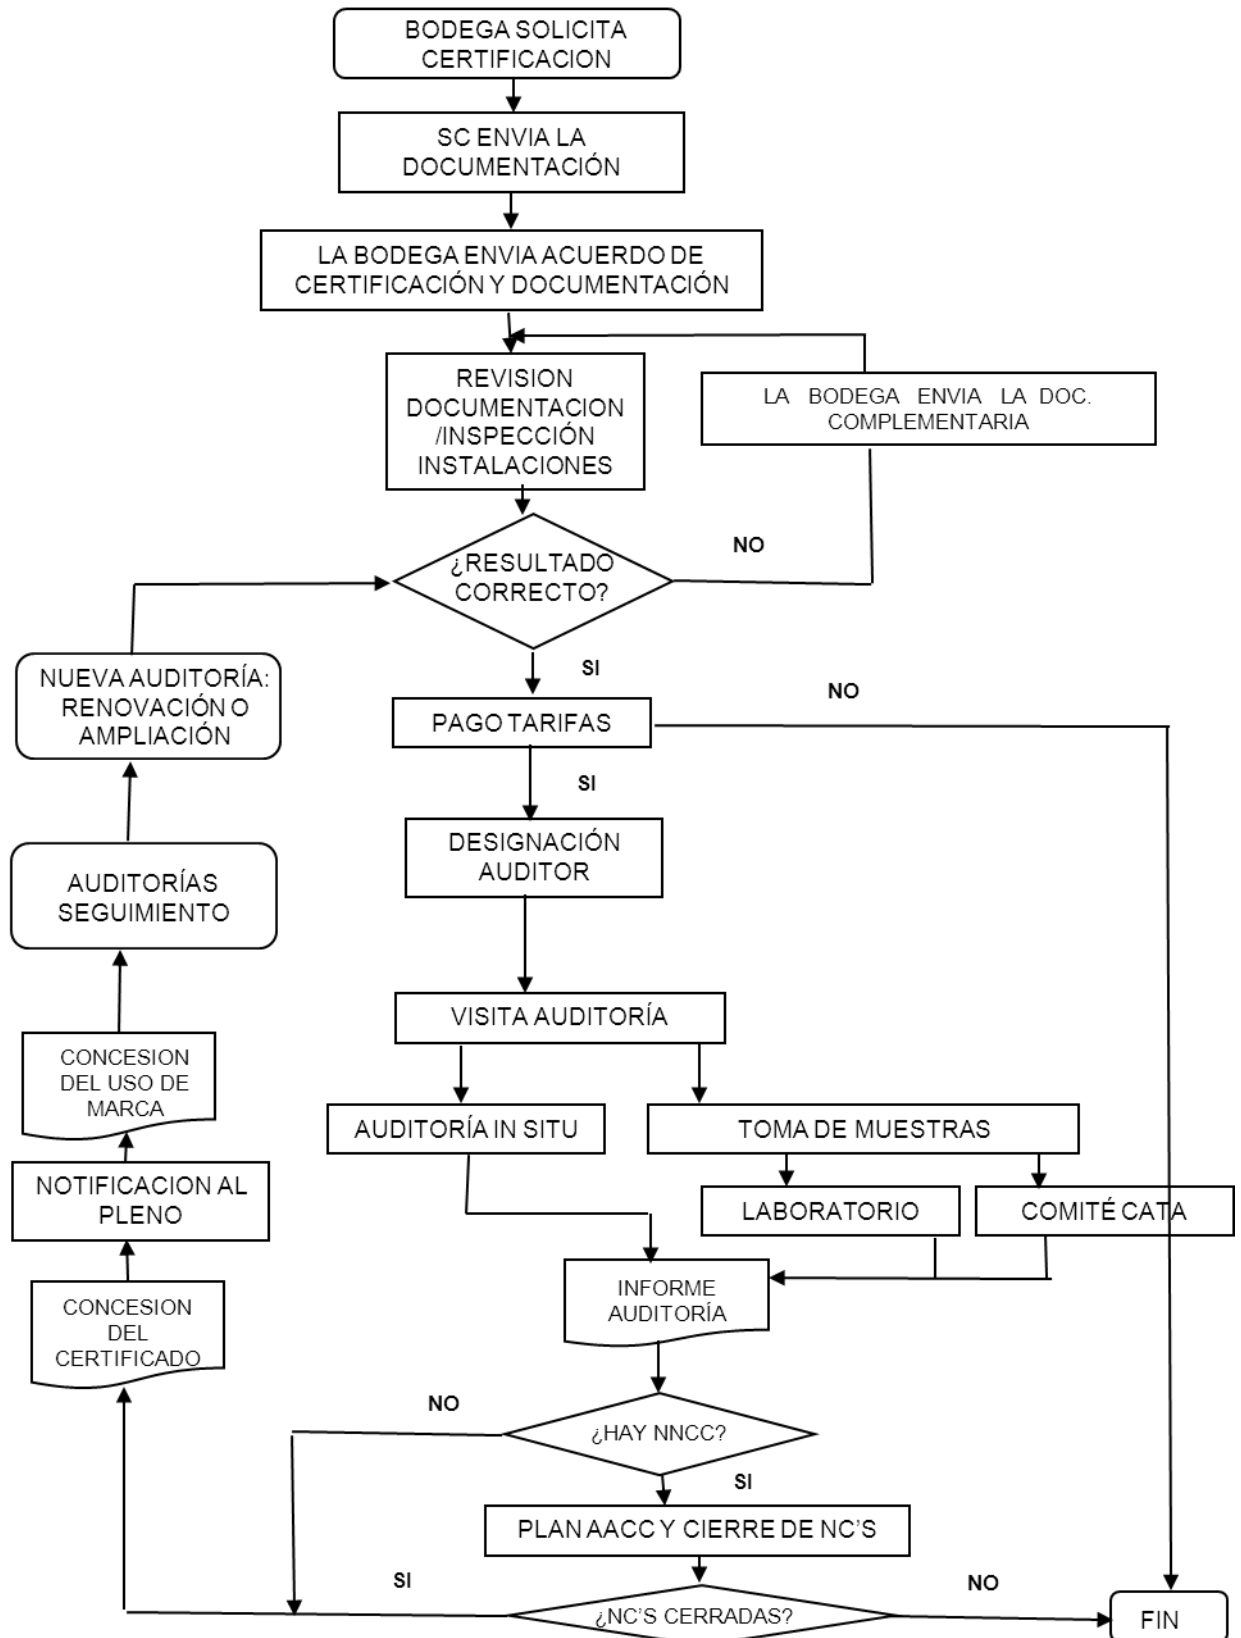 BODEGA SOLICITA
CERTIFICACION
SC ENVIA LA
DOCUMENTACIÓN
LA BODEGA ENVIA ACUERDO DE
CERTIFICACIÓN Y DOCUMENTACIÓN
REVISION
DOCUMENTACION
/INSPECCIÓN
INSTALACIONES
LA BODEGA ENVIA LA DOC.
COMPLEMENTARIA
¿RESULTADO
CORRECTO?
NO
SI
NUEVA AUDITORÍA:
RENOVACIÓN O
AMPLIACIÓN
PAGO TARIFAS
NO
SI
DESIGNACIÓN
AUDITOR
AUDITORÍAS
SEGUIMIENTO
VISITA AUDITORÍA
CONCESION
DEL USO DE
MARCA
AUDITORÍA IN SITU
TOMA DE MUESTRAS
NOTIFICACION AL
PLENO
LABORATORIO
COMITÉ CATA
INFORME
AUDITORÍA
CONCESION
DEL
CERTIFICADO
NO
¿HAY NNCC?
SI
PLAN AACC Y CIERRE DE NC'S
SI
NO
¿NC'S CERRADAS?
FIN